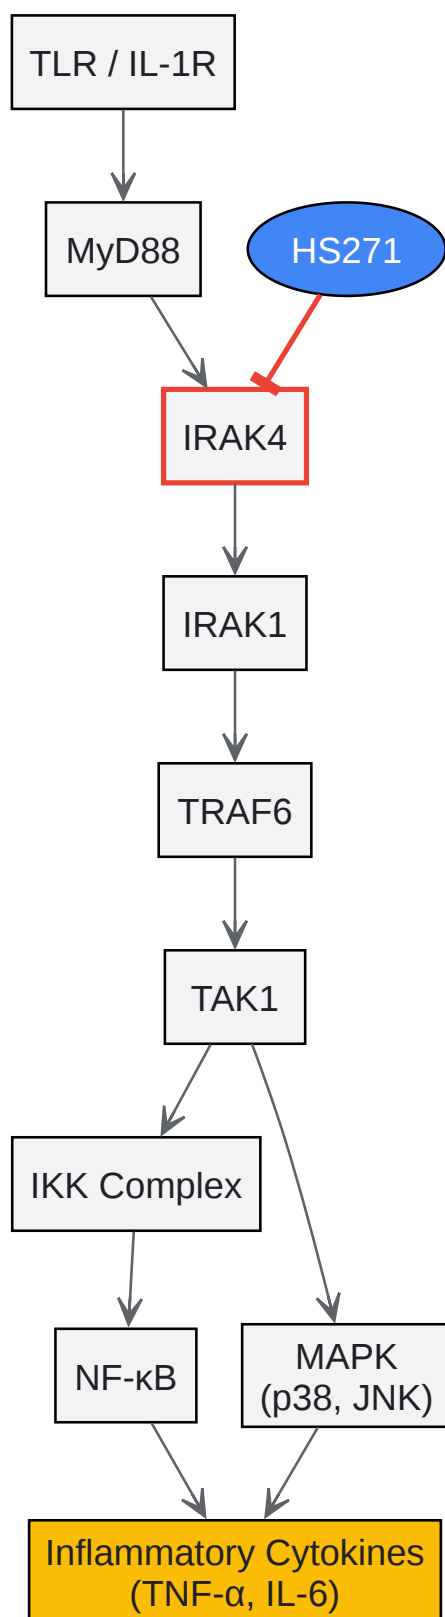 TLR / IL-1R
MyD88
HS271
IRAK4
IRAK1
TRAF6
TAK1
IKK Complex
NF-κB
MAPK
(p38, JNK)
Inflammatory Cytokines
(TNF-α, IL-6)